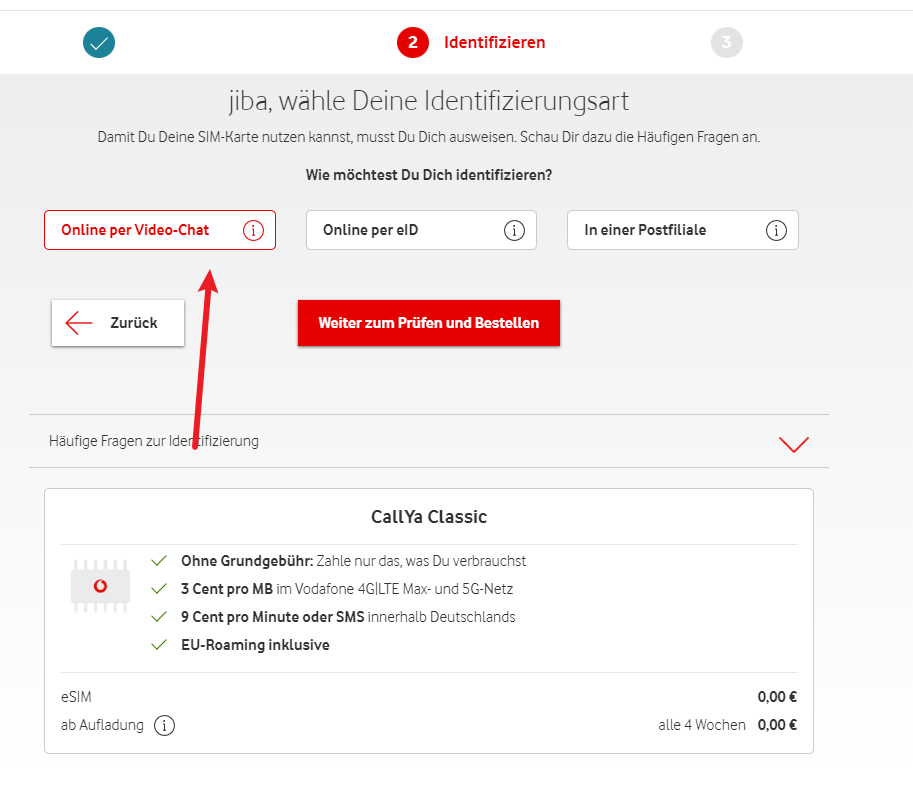 2 Identifizieren 3
jiba, wähle Deine Identifizierungsart
Damit Du Deine SIM-Karte nutzen kannst, musst Du Dich ausweisen. Schau Dir dazu die Häufigen Fragen an.
Wie möchtest Du Dich identifizieren?
Online per Video-Chat i Online per eID i In einer Postfiliale i
Zurück Weiter zum Prüfen und Bestellen
Häufige Fragen zur Identifizierung
CallYa Classic
Ohne Grundgebühr: Zahle nur das, was Du verbrauchst
3 Cent pro MB im Vodafone 4G|LTE Max- und 5G-Netz
9 Cent pro Minute oder SMS innerhalb Deutschlands
EU-Roaming inklusive
eSIM 0,00 €
ab Aufladung i alle 4 Wochen 0,00 €